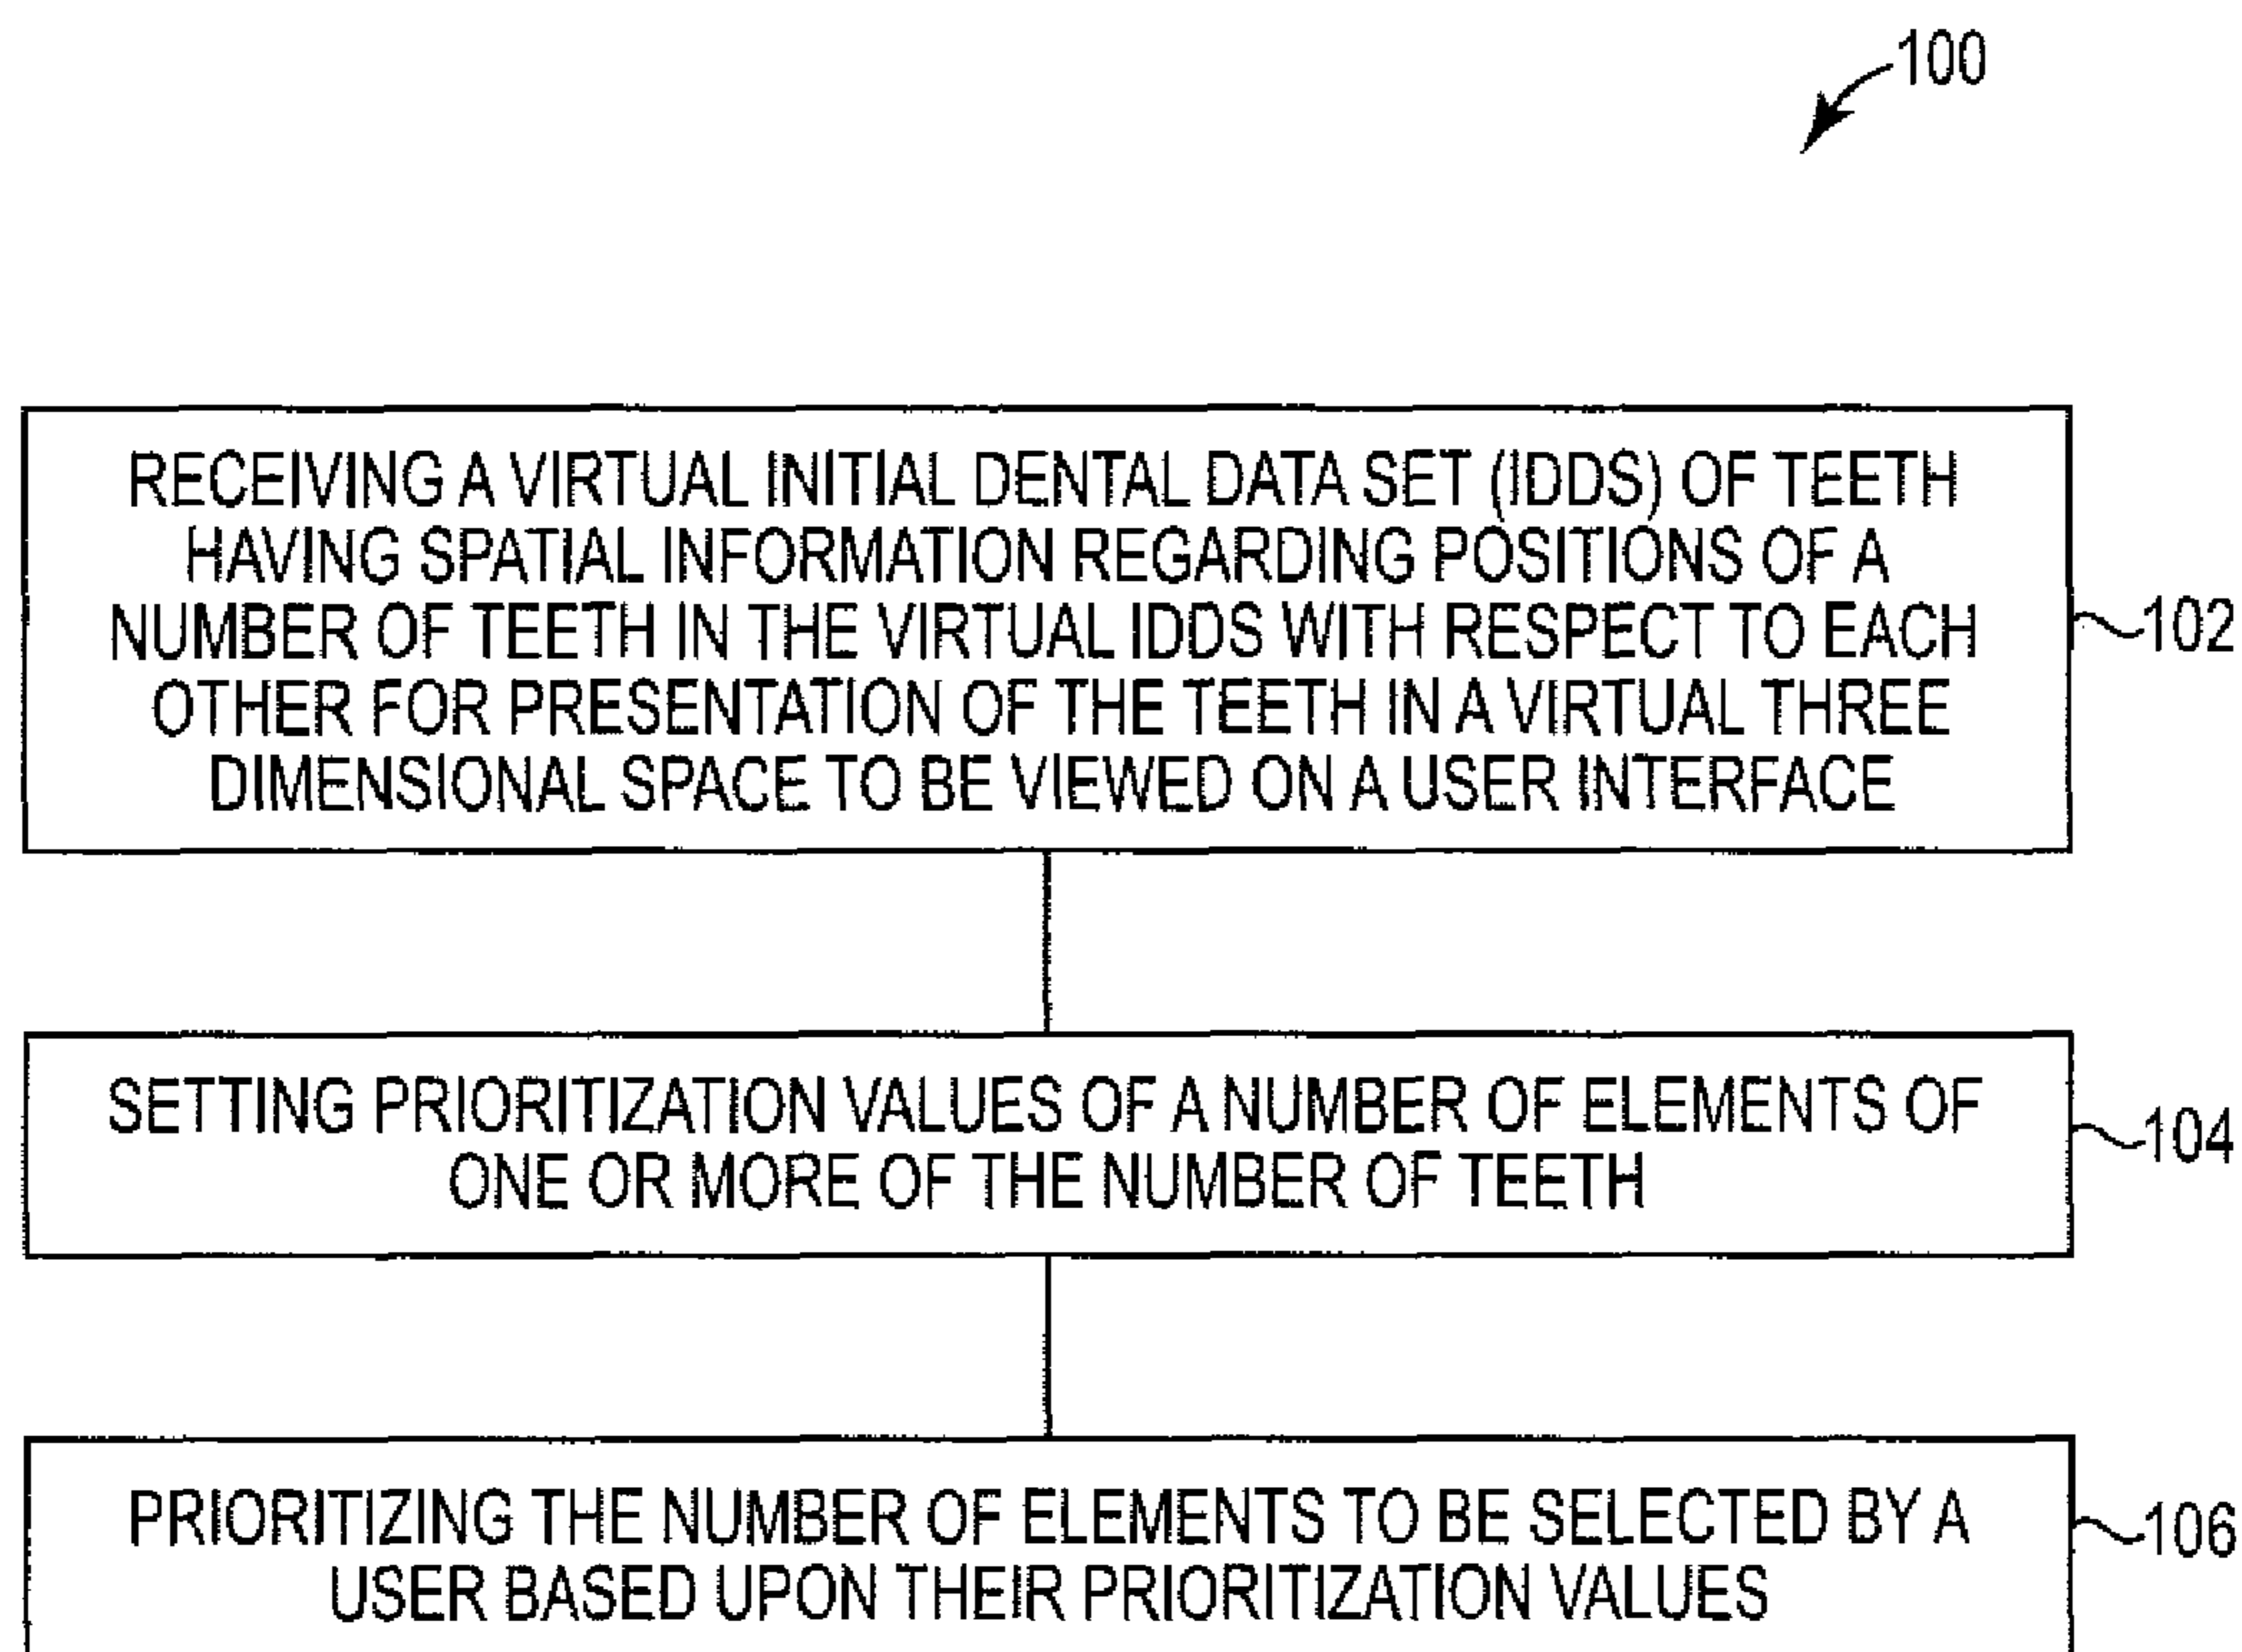 100
RECEIVING A VIRTUAL INITIAL DENTAL DATA SET (IDDS) OF TEETH
HAVING SPATIAL INFORMATION REGARDING POSITIONS OF A
NUMBER OF TEETH IN THE VIRTUAL IDDS WITH RESPECT TO EACH
OTHER FOR PRESENTATION OF THE TEETH IN A VIRTUAL THREE
DIMENSIONAL SPACE TO BE VIEWED ON A USER INTERFACE
102
SETTING PRIORITIZATION VALUES OF A NUMBER OF ELEMENTS OF
ONE OR MORE OF THE NUMBER OF TEETH
104
PRIORITIZING THE NUMBER OF ELEMENTS TO BE SELECTED BY A
USER BASED UPON THEIR PRIORITIZATION VALUES
106